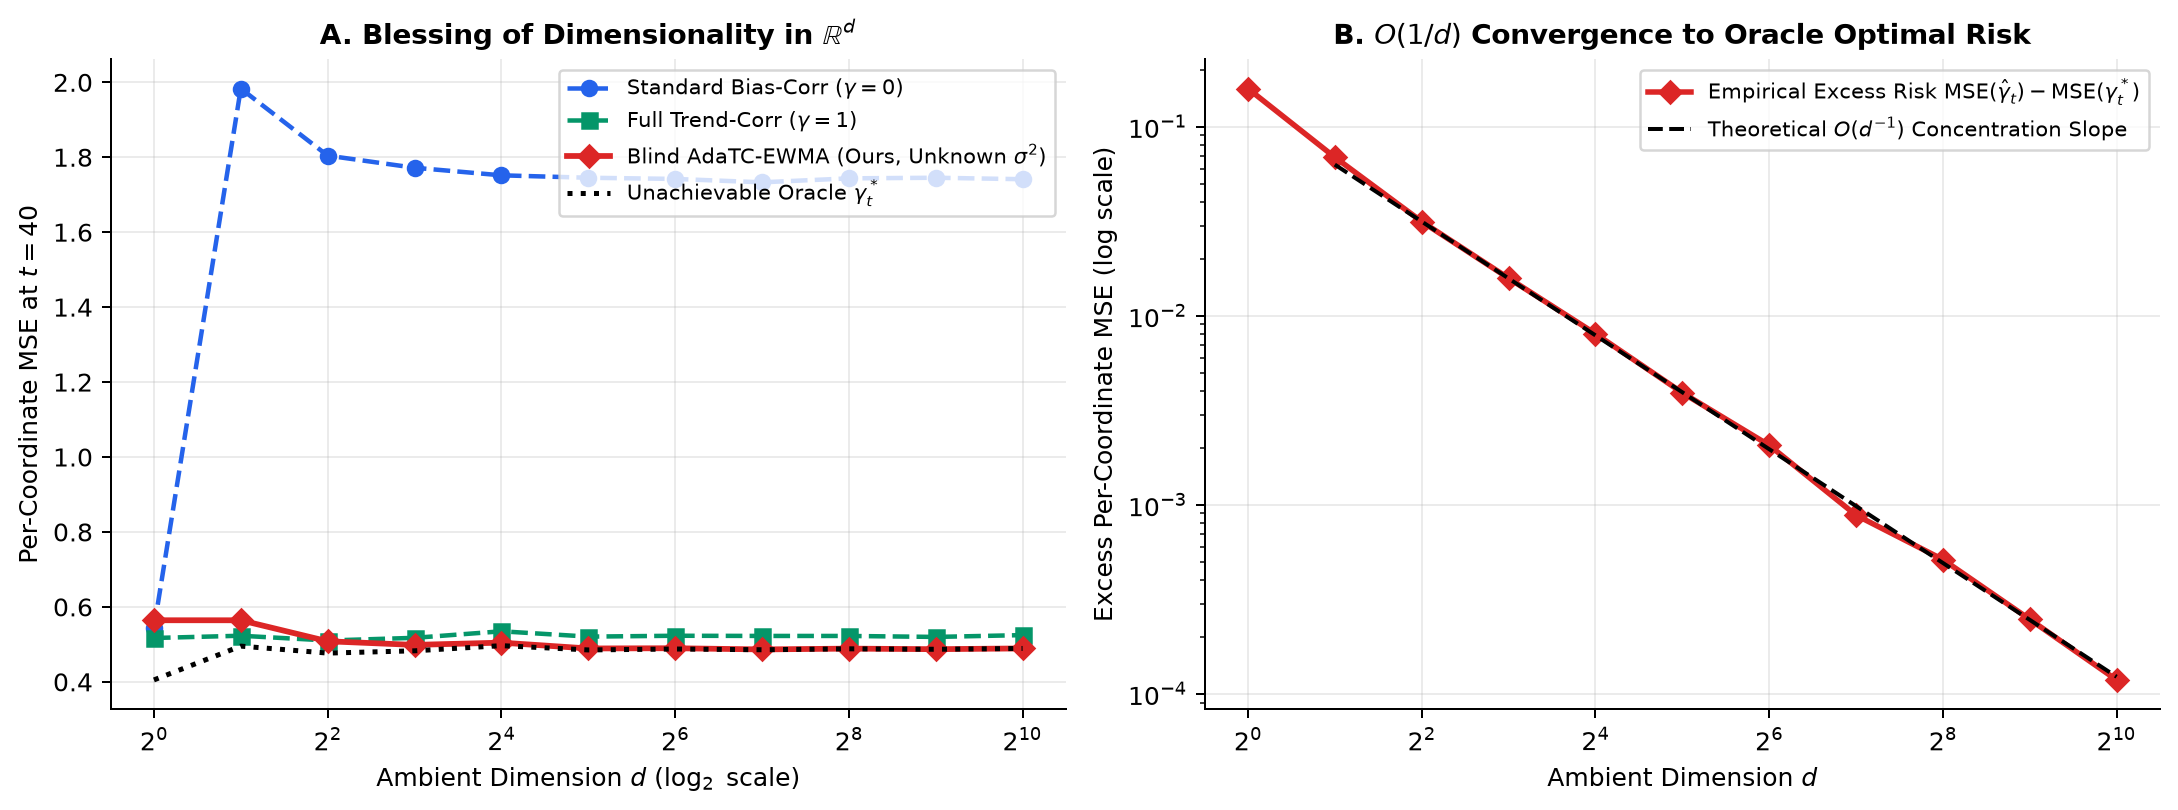 A. Blessing of Dimensionality in ℝ^d
Per-Coordinate MSE at t = 40
2.0
1.8
1.6
1.4
1.2
1.0
0.8
0.6
0.4
Standard Bias-Corr (γ = 0)
Full Trend-Corr (γ = 1)
Blind AdaTC-EWMA (Ours, Unknown σ²)
Unachievable Oracle γ_t^*
2^0 2^2 2^4 2^6 2^8 2^10
Ambient Dimension d (log₂ scale)
B. O(1/d) Convergence to Oracle Optimal Risk
Excess Per-Coordinate MSE (log scale)
10^−1
10^−2
10^−3
10^−4
Empirical Excess Risk MSE(γ̂_t) − MSE(γ_t^*)
Theoretical O(d^−1) Concentration Slope
2^0 2^2 2^4 2^6 2^8 2^10
Ambient Dimension d